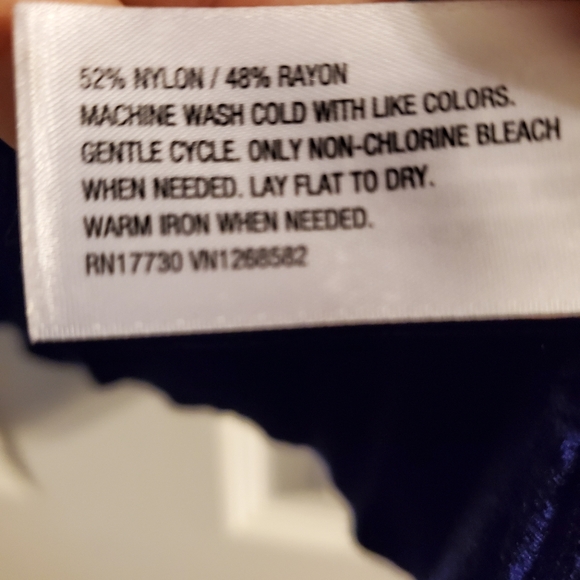 52% NYLON / 48% RAYON
MACHINE WASH COLD WITH LIKE COLORS.
GENTLE CYCLE. ONLY NON-CHLORINE BLEACH
WHEN NEEDED. LAY FLAT TO DRY.
WARM IRON WHEN NEEDED.
RN17730 VN1268582